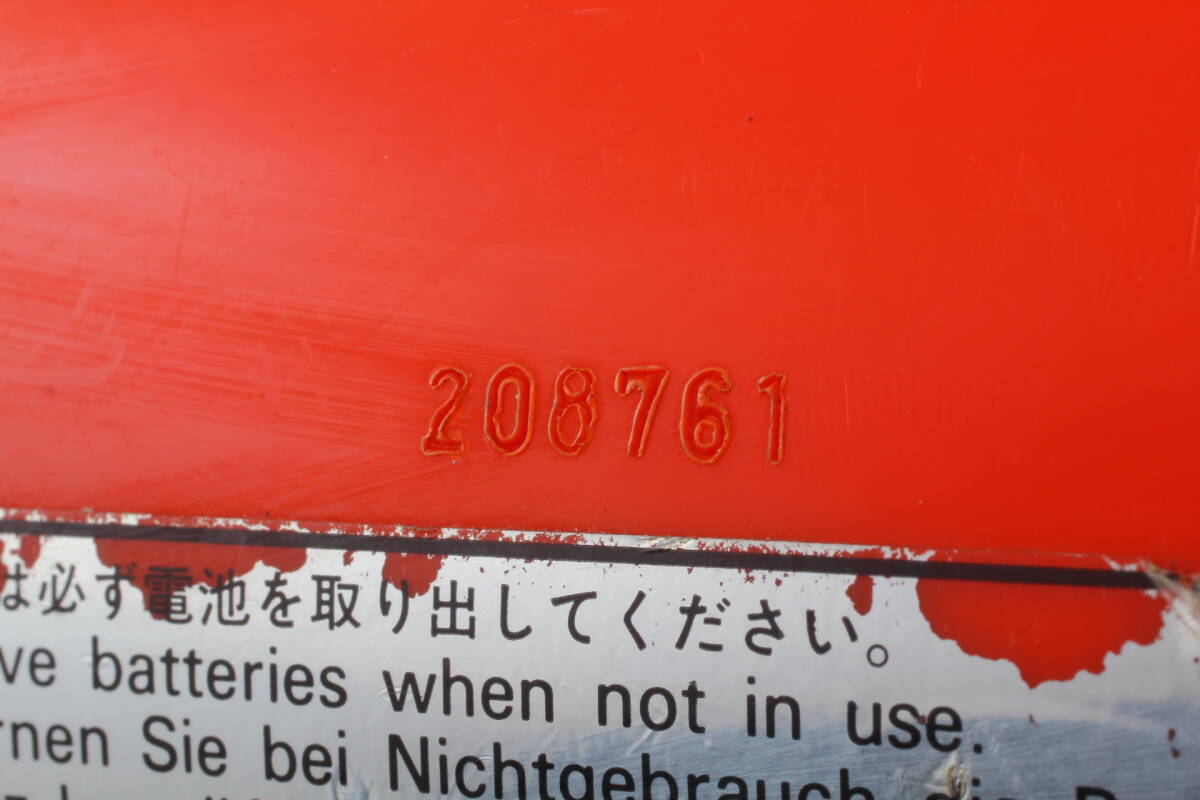 208761
は必ず電池を取り出してください。
ve batteries when not in use.
rnen Sie bei Nichtgebrauch die B